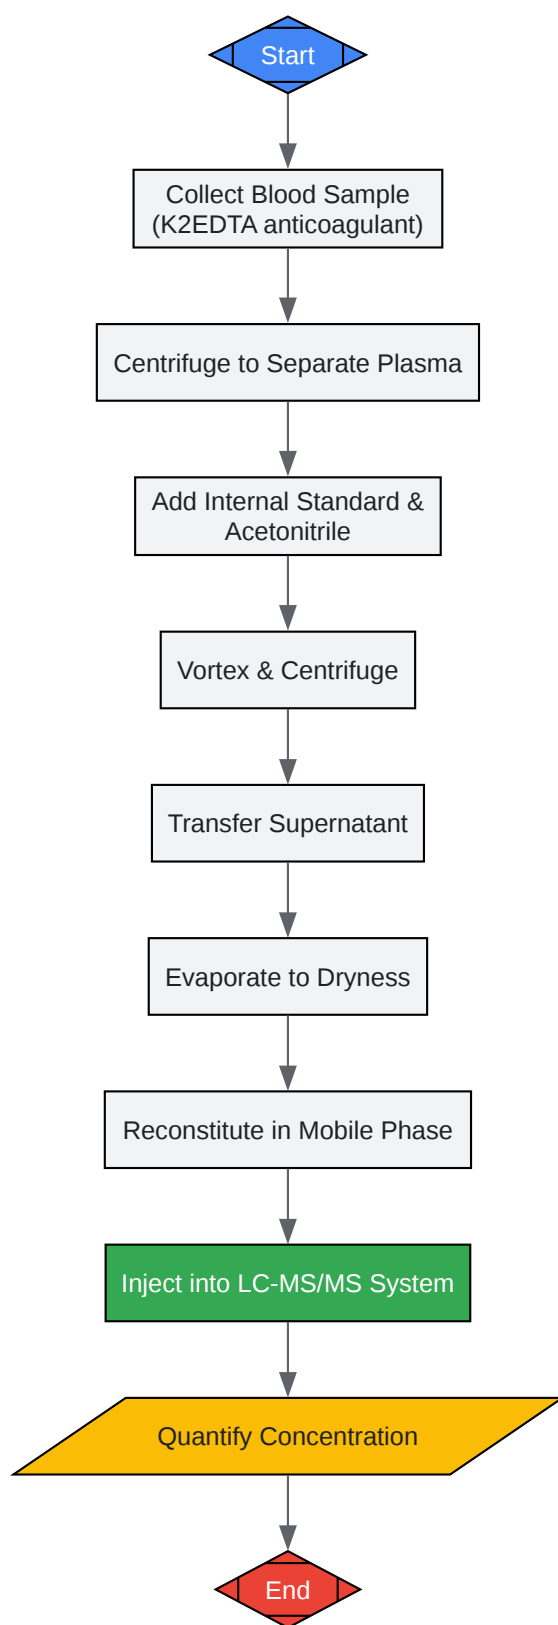 Start
Collect Blood Sample
(K2EDTA anticoagulant)
Centrifuge to Separate Plasma
Add Internal Standard &
Acetonitrile
Vortex & Centrifuge
Transfer Supernatant
Evaporate to Dryness
Reconstitute in Mobile Phase
Inject into LC-MS/MS System
Quantify Concentration
End